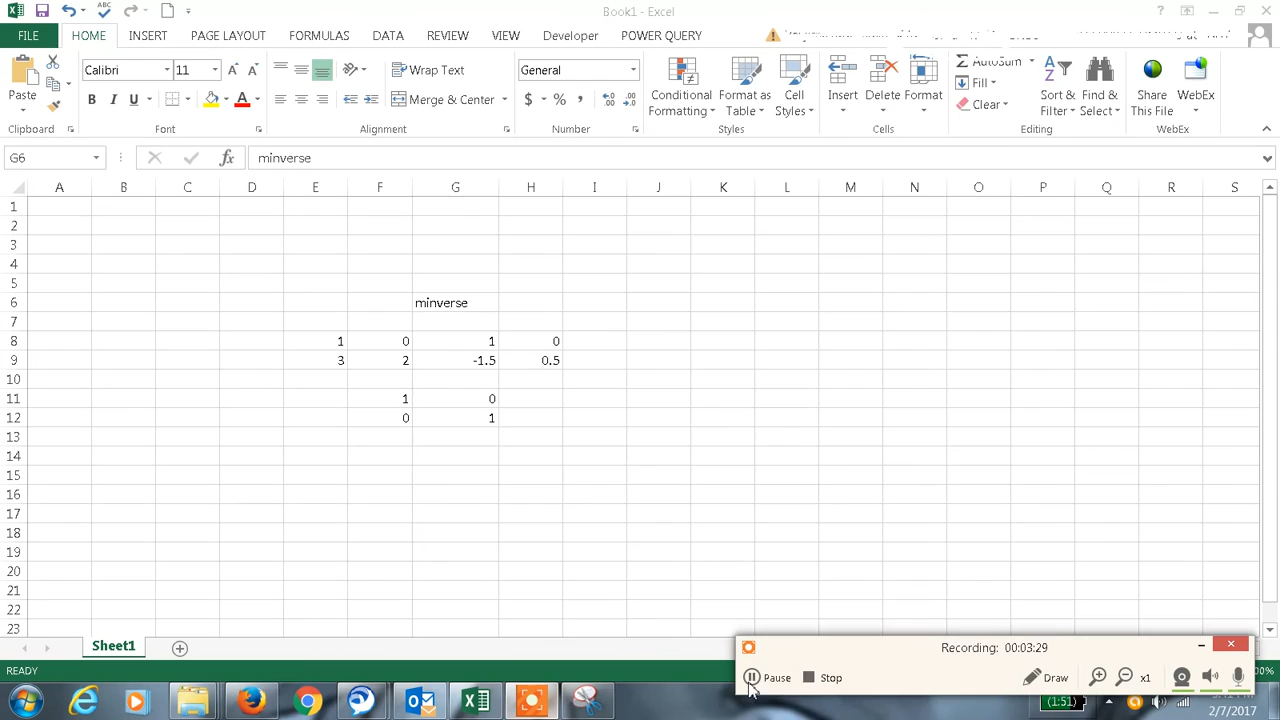 ABC
Book1 - Excel
?
FILE HOME INSERT PAGE LAYOUT FORMULAS DATA REVIEW VIEW Developer POWER QUERY
Paste
Calibri 12
B I U A
Wrap Text
Merge & Center
General
$ % ,
Conditional Formatting
Format as Table
Cell Styles
Insert Delete Format
AutoSum
Fill
Clear
Sort & Filter
Find & Select
Share This File
WebEx
Clipboard Font Alignment Number Styles Cells Editing WebEx
G6 fx minverse
A B C D E F G H I J K L M N O P Q R S
1
2
3
4
5
6 minverse
7
8 1 0 1 0
9 3 2 -1.5 0.5
10
11 1 0
12 0 1
13
14
15
16
17
18
19
20
21
22
23
Sheet1
READY
Recording: 00:03:29
Pause Stop Draw x1
(1:51)
2/7/2017